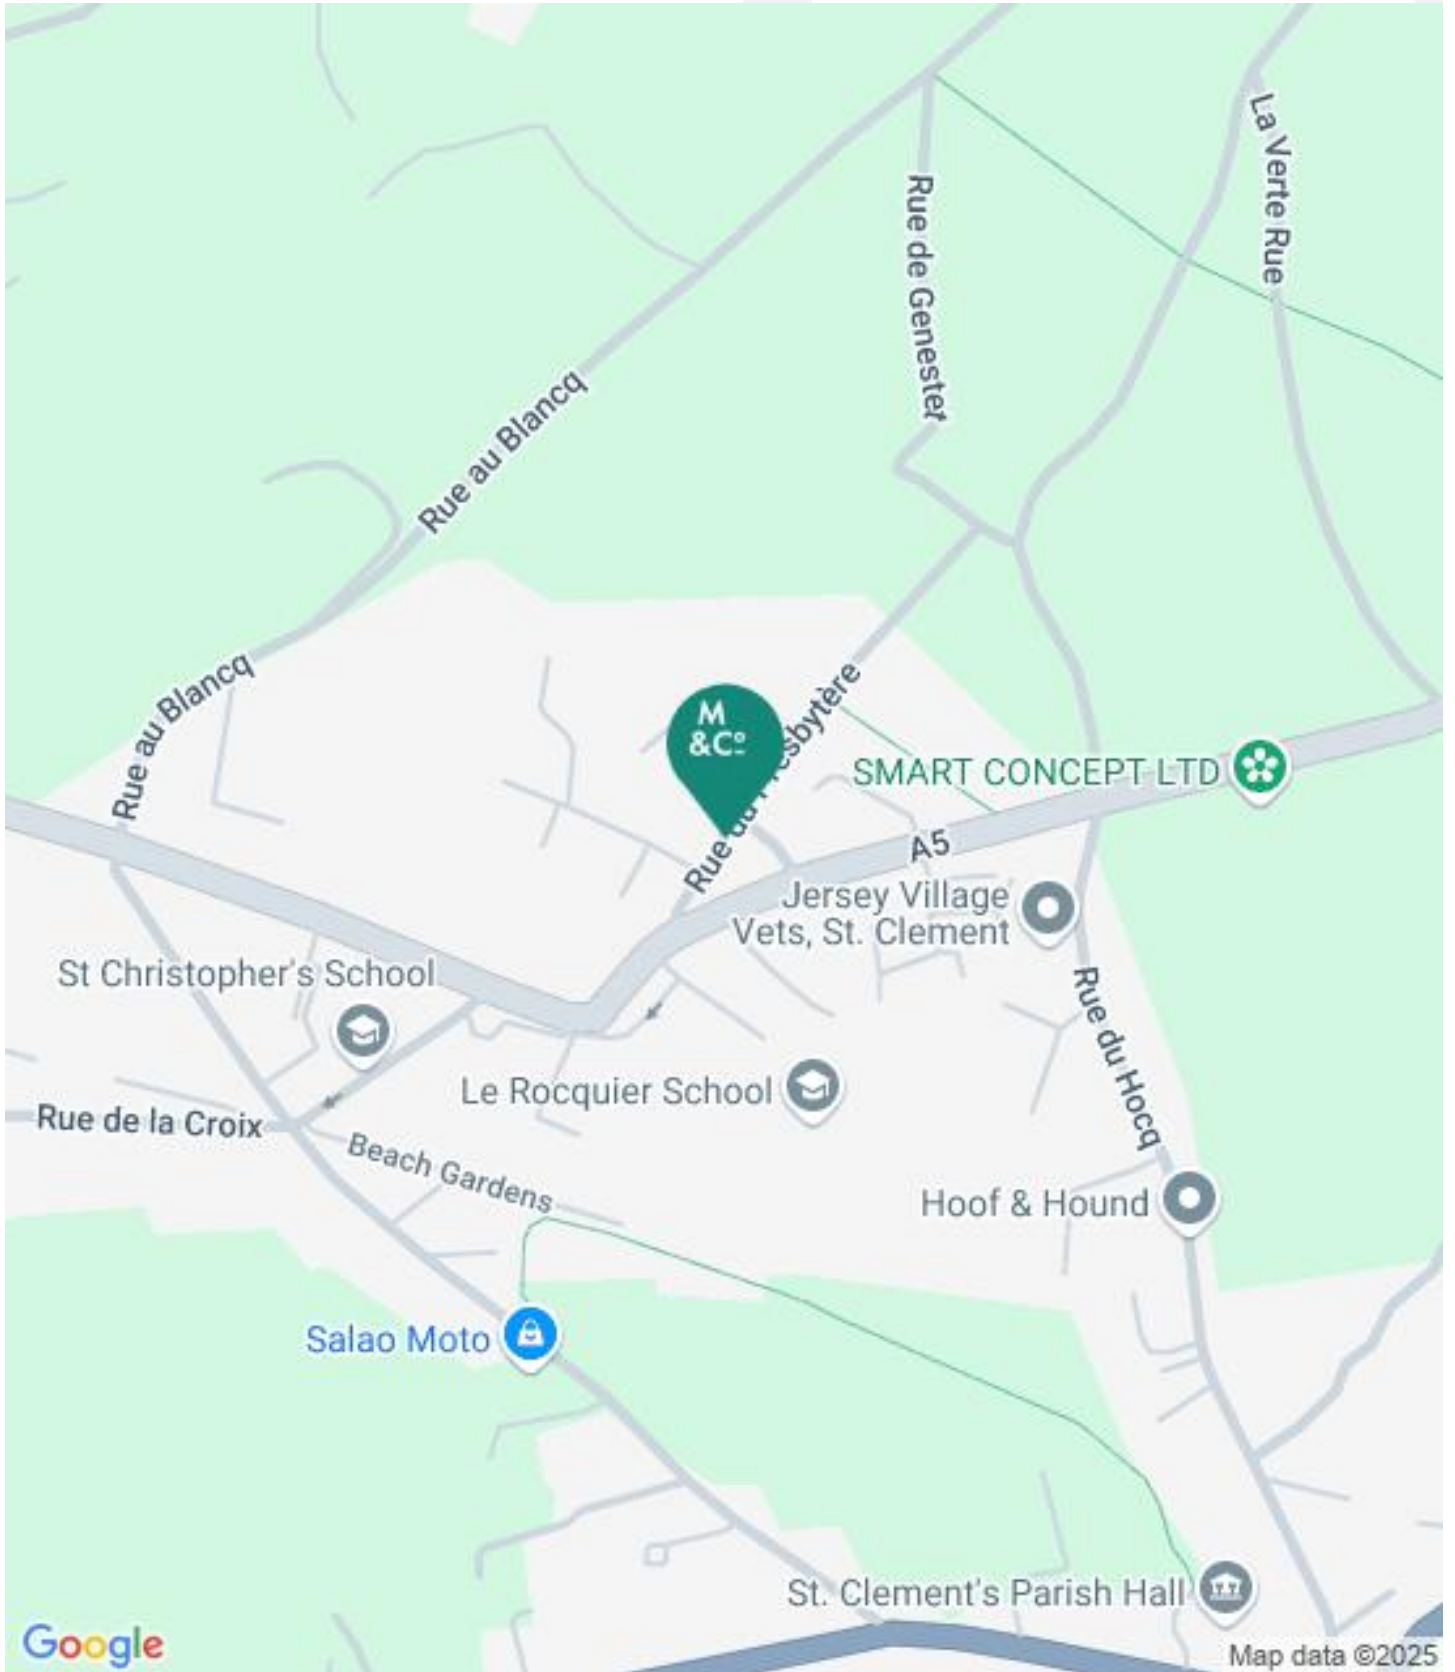 La Verte Rue
Rue de Genestet
Rue au Blancq
Rue au Blancq
M
&Co
Rue du Presbytère
SMART CONCEPT LTD
A5
Jersey Village
Vets, St. Clement
St Christopher's School
Rue du Hocq
Le Rocquier School
Rue de la Croix
Beach Gardens
Hoof & Hound
Salao Moto
St. Clement's Parish Hall
Google
Map data ©2025